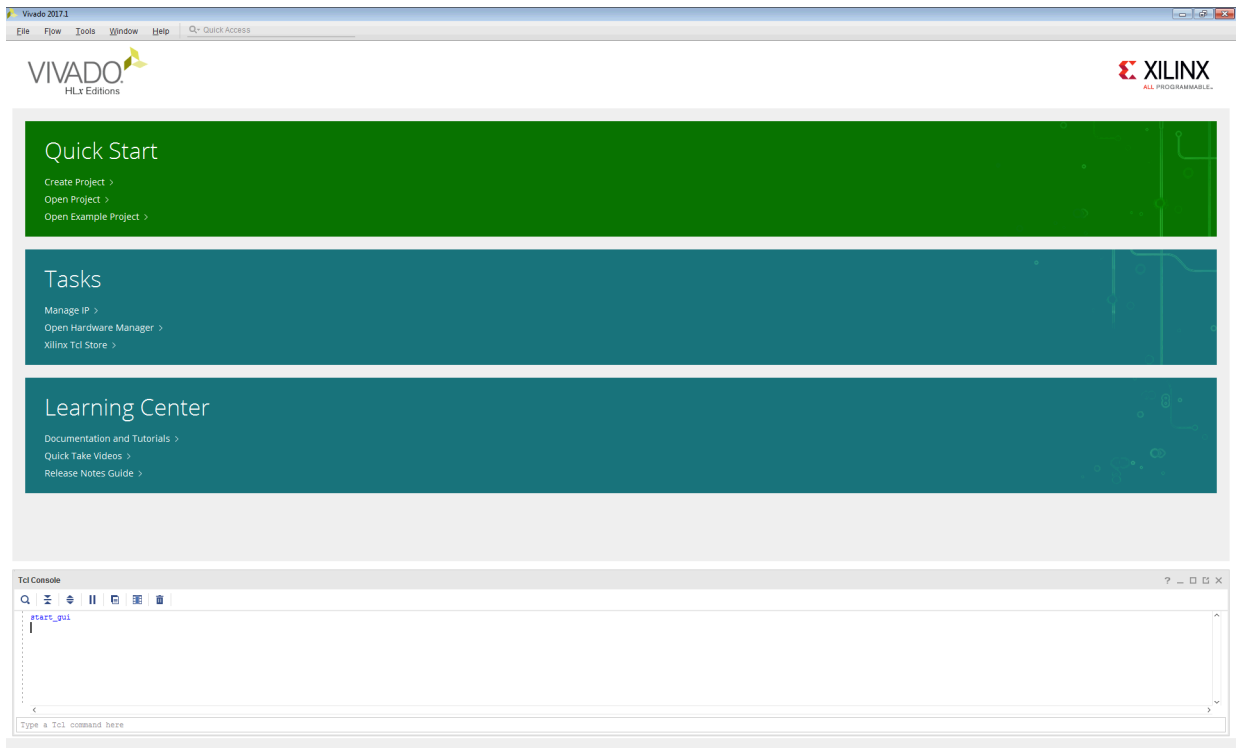 Vivado 2017.1
File Flow Tools Window Help Quick Access
VIVADO.
HLx Editions
XILINX
ALL PROGRAMMABLE™
Quick Start
Create Project >
Open Project >
Open Example Project >
Tasks
Manage IP >
Open Hardware Manager >
Xilinx Tcl Store >
Learning Center
Documentation and Tutorials >
Quick Take Videos >
Release Notes Guide >
Tcl Console
start_gui
Type a Tcl command here